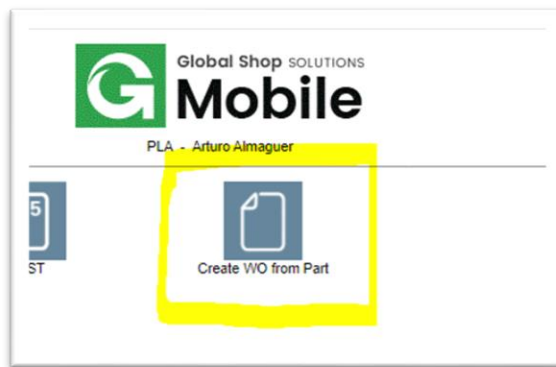 Global Shop SOLUTIONS
Mobile
PLA - Arturo Almaguer
5
ST
Create WO from Part